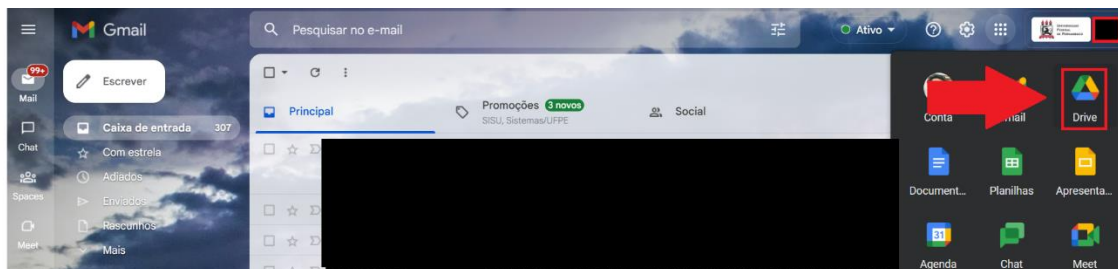 Gmail
Pesquisar no e-mail
Ativo
99+
Mail
Chat
Spaces
Meet
Escrever
Caixa de entrada 307
Com estrela
Adiados
Enviados
Rascunhos
Mais
Principal
Promoções 3 novos
SISU, Sistemas/UFPE
Social
Conta
Drive
Document...
Planilhas
Apresenta...
31
Agenda
Chat
Meet